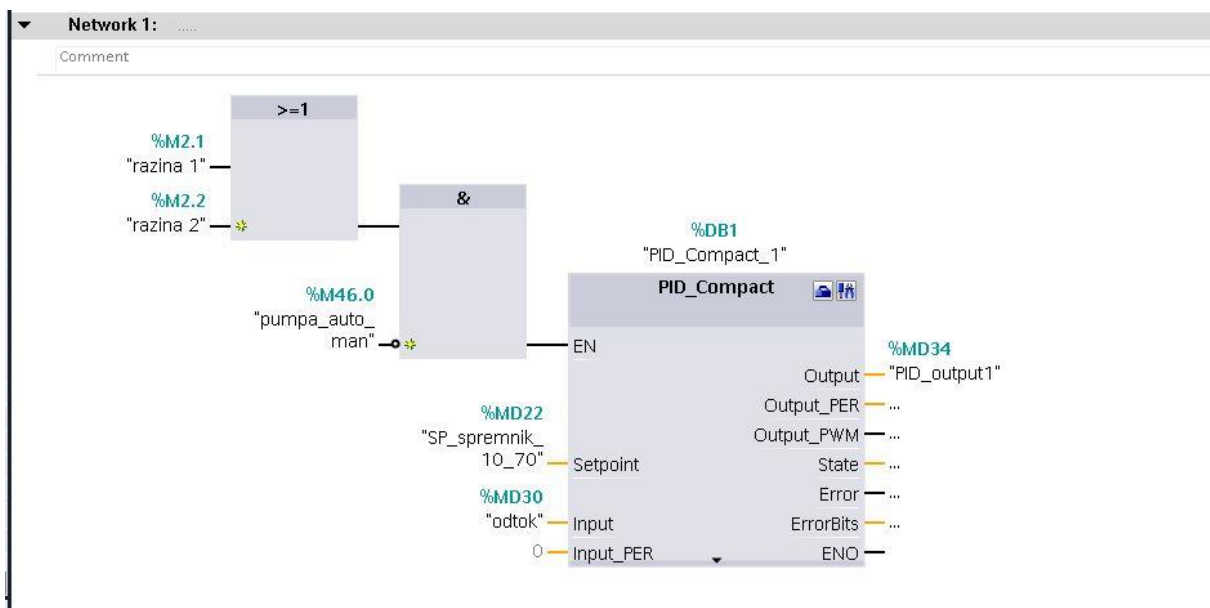 Network 1: .....
Comment
>=1
%M2.1
"razina 1"
%M2.2
"razina 2"
&
%M46.0
"pumpa_auto_
man"
%DB1
"PID_Compact_1"
PID_Compact
EN
%MD34
Output "PID_output1"
Output_PER ...
Output_PWM ...
%MD22
"SP_spremnik_
10_70" Setpoint
State ...
Error ...
%MD30
"odtok" Input
ErrorBits ...
0 Input_PER
ENO